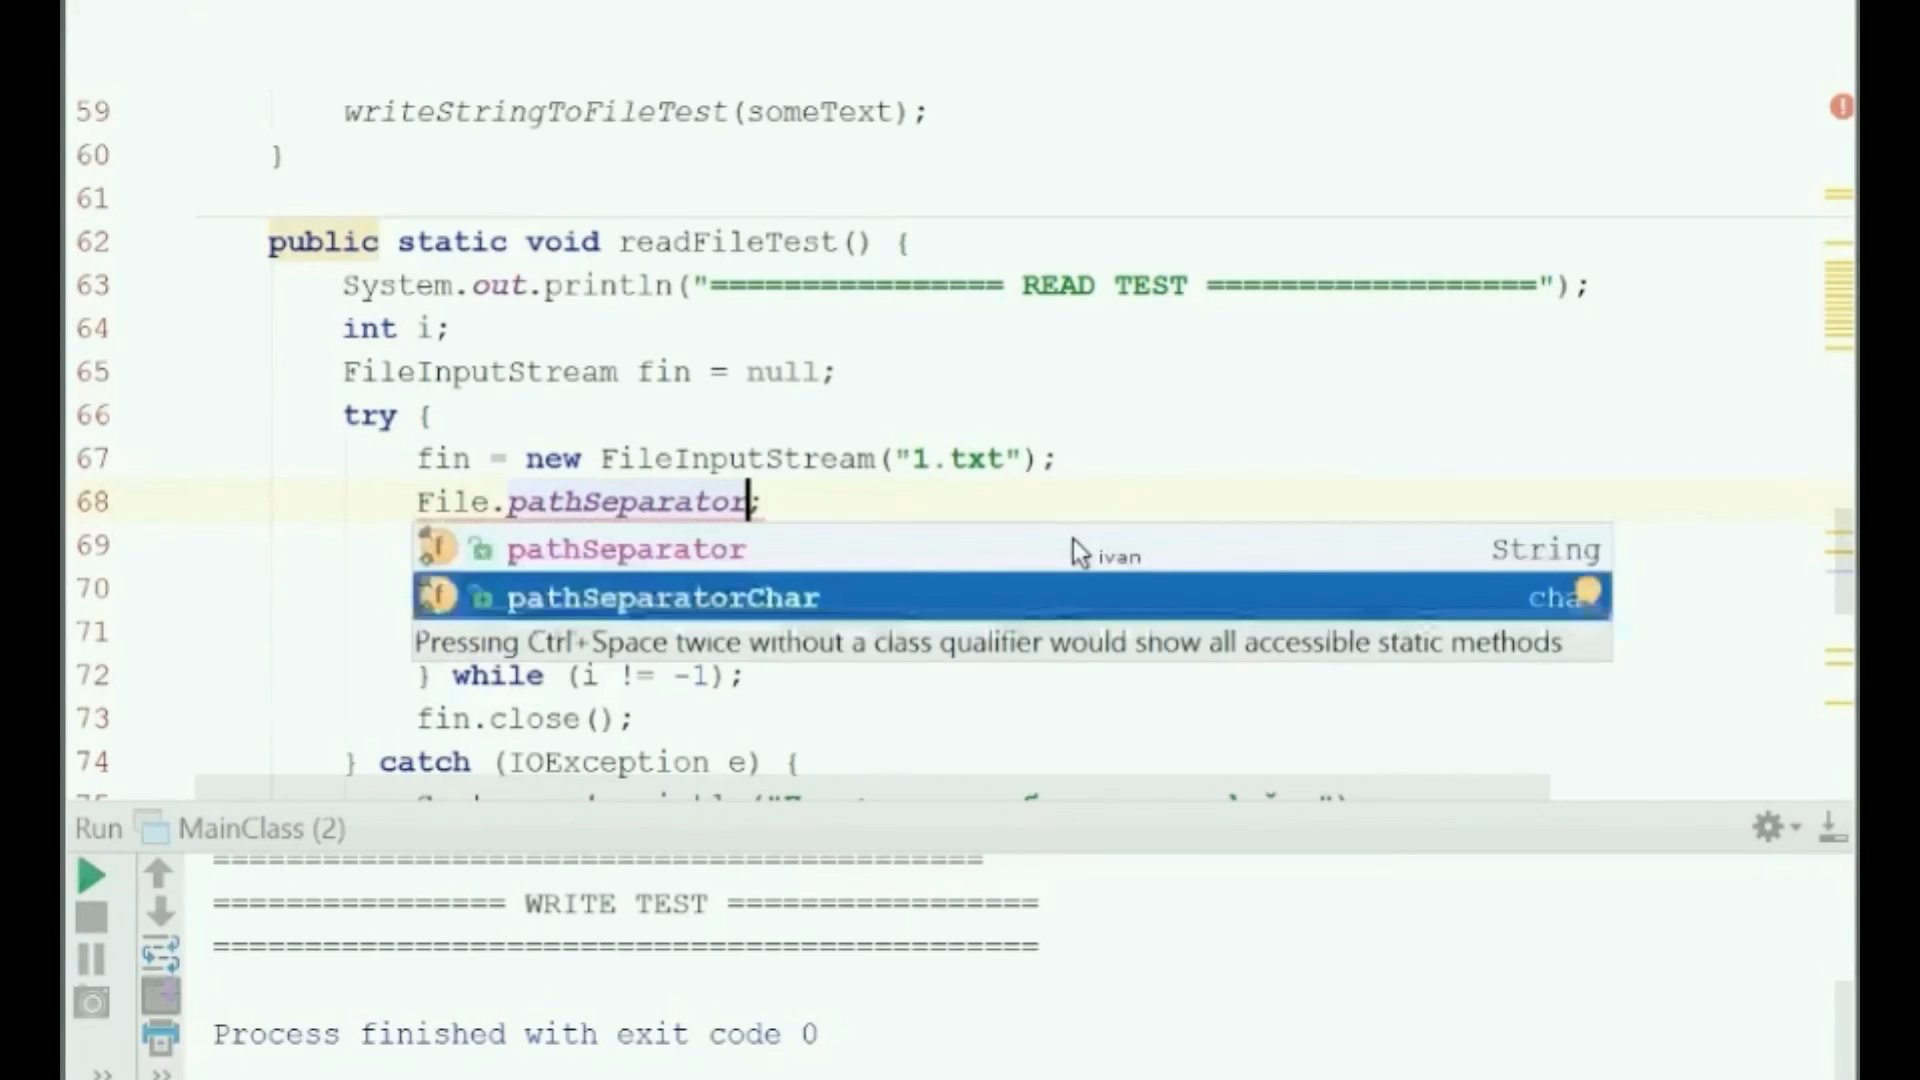 59 writeStringToFileTest(someText);
60 }
61
62 public static void readFileTest() {
63 System.out.println("================ READ TEST ==================");
64 int i;
65 FileInputStream fin = null;
66 try {
67 fin = new FileInputStream("1.txt");
68 File.pathSeparator;
69 pathSeparator String
ivan
70 pathSeparatorChar cha
71 Pressing Ctrl+Space twice without a class qualifier would show all accessible static methods
72 } while (i != -1);
73 fin.close();
74 } catch (IOException e) {
Run MainClass (2)
==========================================
================ WRITE TEST =================
=============================================
Process finished with exit code 0